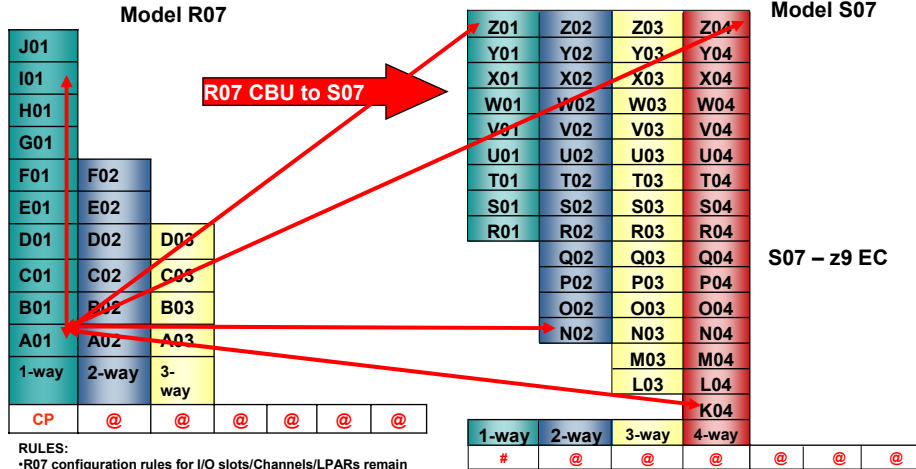 Model R07
Model S07
J01
I01
H01
G01
F01 F02
E01 E02
D01 D02 D03
C01 C02 C03
B01 B02 B03
A01 A02 A03
1-way 2-way 3-way
CP @ @ @ @ @ @
R07 CBU to S07
Z01 Z02 Z03 Z04
Y01 Y02 Y03 Y04
X01 X02 X03 X04
W01 W02 W03 W04
V01 V02 V03 V04
U01 U02 U03 U04
T01 T02 T03 T04
S01 S02 S03 S04
R01 R02 R03 R04
Q02 Q03 Q04
P02 P03 P04
O02 O03 O04
N02 N03 N04
M03 M04
L03 L04
K04
1-way 2-way 3-way 4-way
# @ @ @ @ @ @
S07 – z9 EC
RULES:
•R07 configuration rules for I/O slots/Channels/LPARs remain